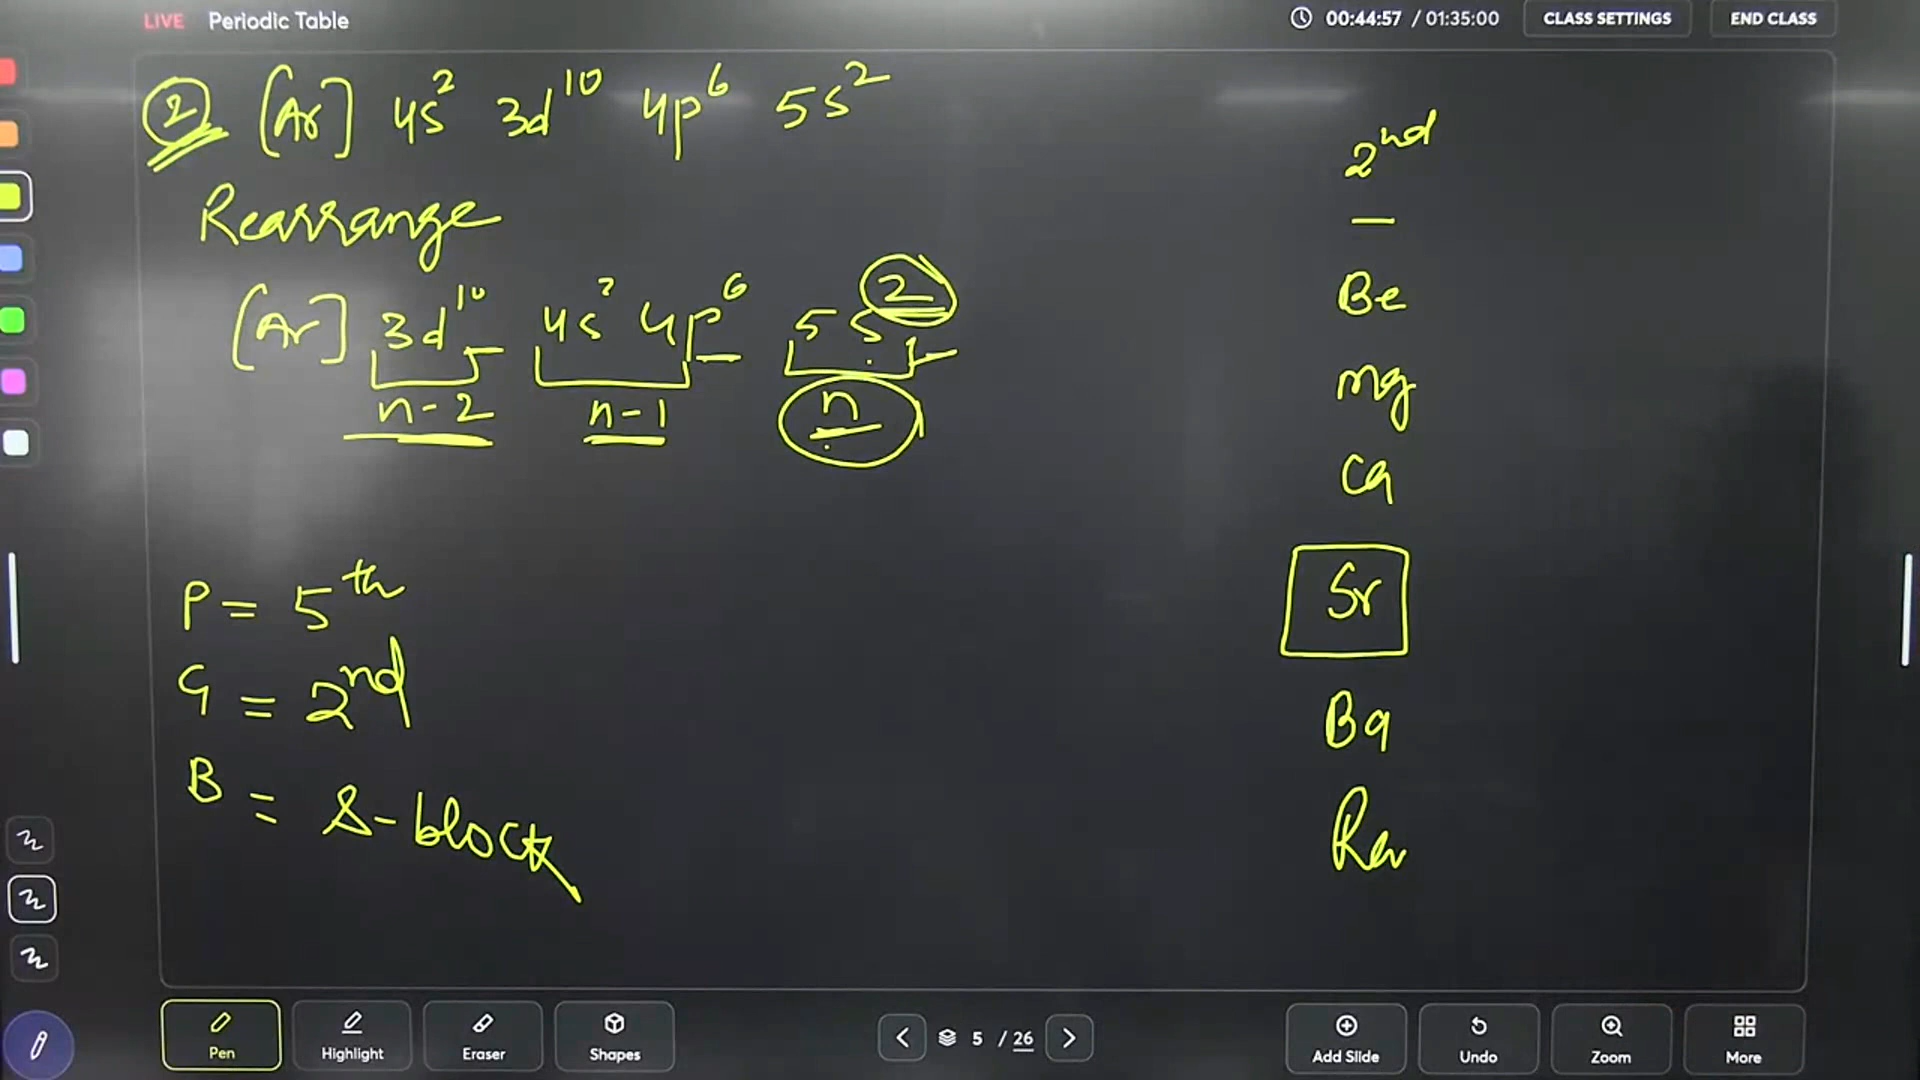 LIVE Periodic Table
00:44:57 / 01:35:00 CLASS SETTINGS END CLASS
② [Ar] 4s² 3d¹⁰ 4p⁶ 5s²
Rearrange
[Ar] 3d¹⁰ 4s² 4p⁶ 5s²
n-2 n-1 n
P = 5th
G = 2nd
B = s-block
2nd
Be
Mg
Ca
Sr
Ba
Ra
Pen Highlight Eraser Shapes
5 / 26
Add Slide Undo Zoom More